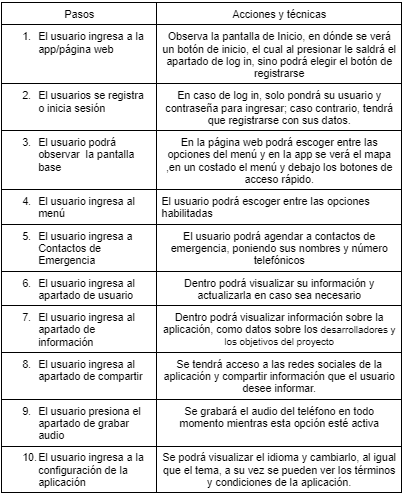 Pasos
Acciones y técnicas
1. El usuario ingresa a la
app/página web
Observa la pantalla de Inicio, en dónde se verá
un botón de inicio, el cual al presionar le saldrá el
apartado de log in, sino podrá elegir el botón de
registrarse
2. El usuarios se registra
o inicia sesión
En caso de log in, solo pondrá su usuario y
contraseña para ingresar; caso contrario, tendrá
que registrarse con sus datos.
3. El usuario podrá
observar la pantalla
base
En la página web podrá escoger entre las
opciones del menú y en la app se verá el mapa
,en un costado el menú y debajo los botones de
acceso rápido.
4. El usuario ingresa al
menú
El usuario podrá escoger entre las opciones
habilitadas
5. El usuario ingresa a
Contactos de
Emergencia
El usuario podrá agendar a contactos de
emergencia, poniendo sus nombres y número
telefónicos
6. El usuario ingresa al
apartado de usuario
Dentro podrá visualizar su información y
actualizarla en caso sea necesario
7. El usuario ingresa al
apartado de
información
Dentro podrá visualizar información sobre la
aplicación, como datos sobre los desarrolladores y
los objetivos del proyecto
8. El usuario ingresa al
apartado de compartir
Se tendrá acceso a las redes sociales de la
aplicación y compartir información que el usuario
desee informar.
9. El usuario presiona el
apartado de grabar
audio
Se grabará el audio del teléfono en todo
momento mientras esta opción esté activa
10. El usuario ingresa a la
configuración de la
aplicación
Se podrá visualizar el idioma y cambiarlo, al igual
que el tema, a su vez se pueden ver los términos
y condiciones de la aplicación.